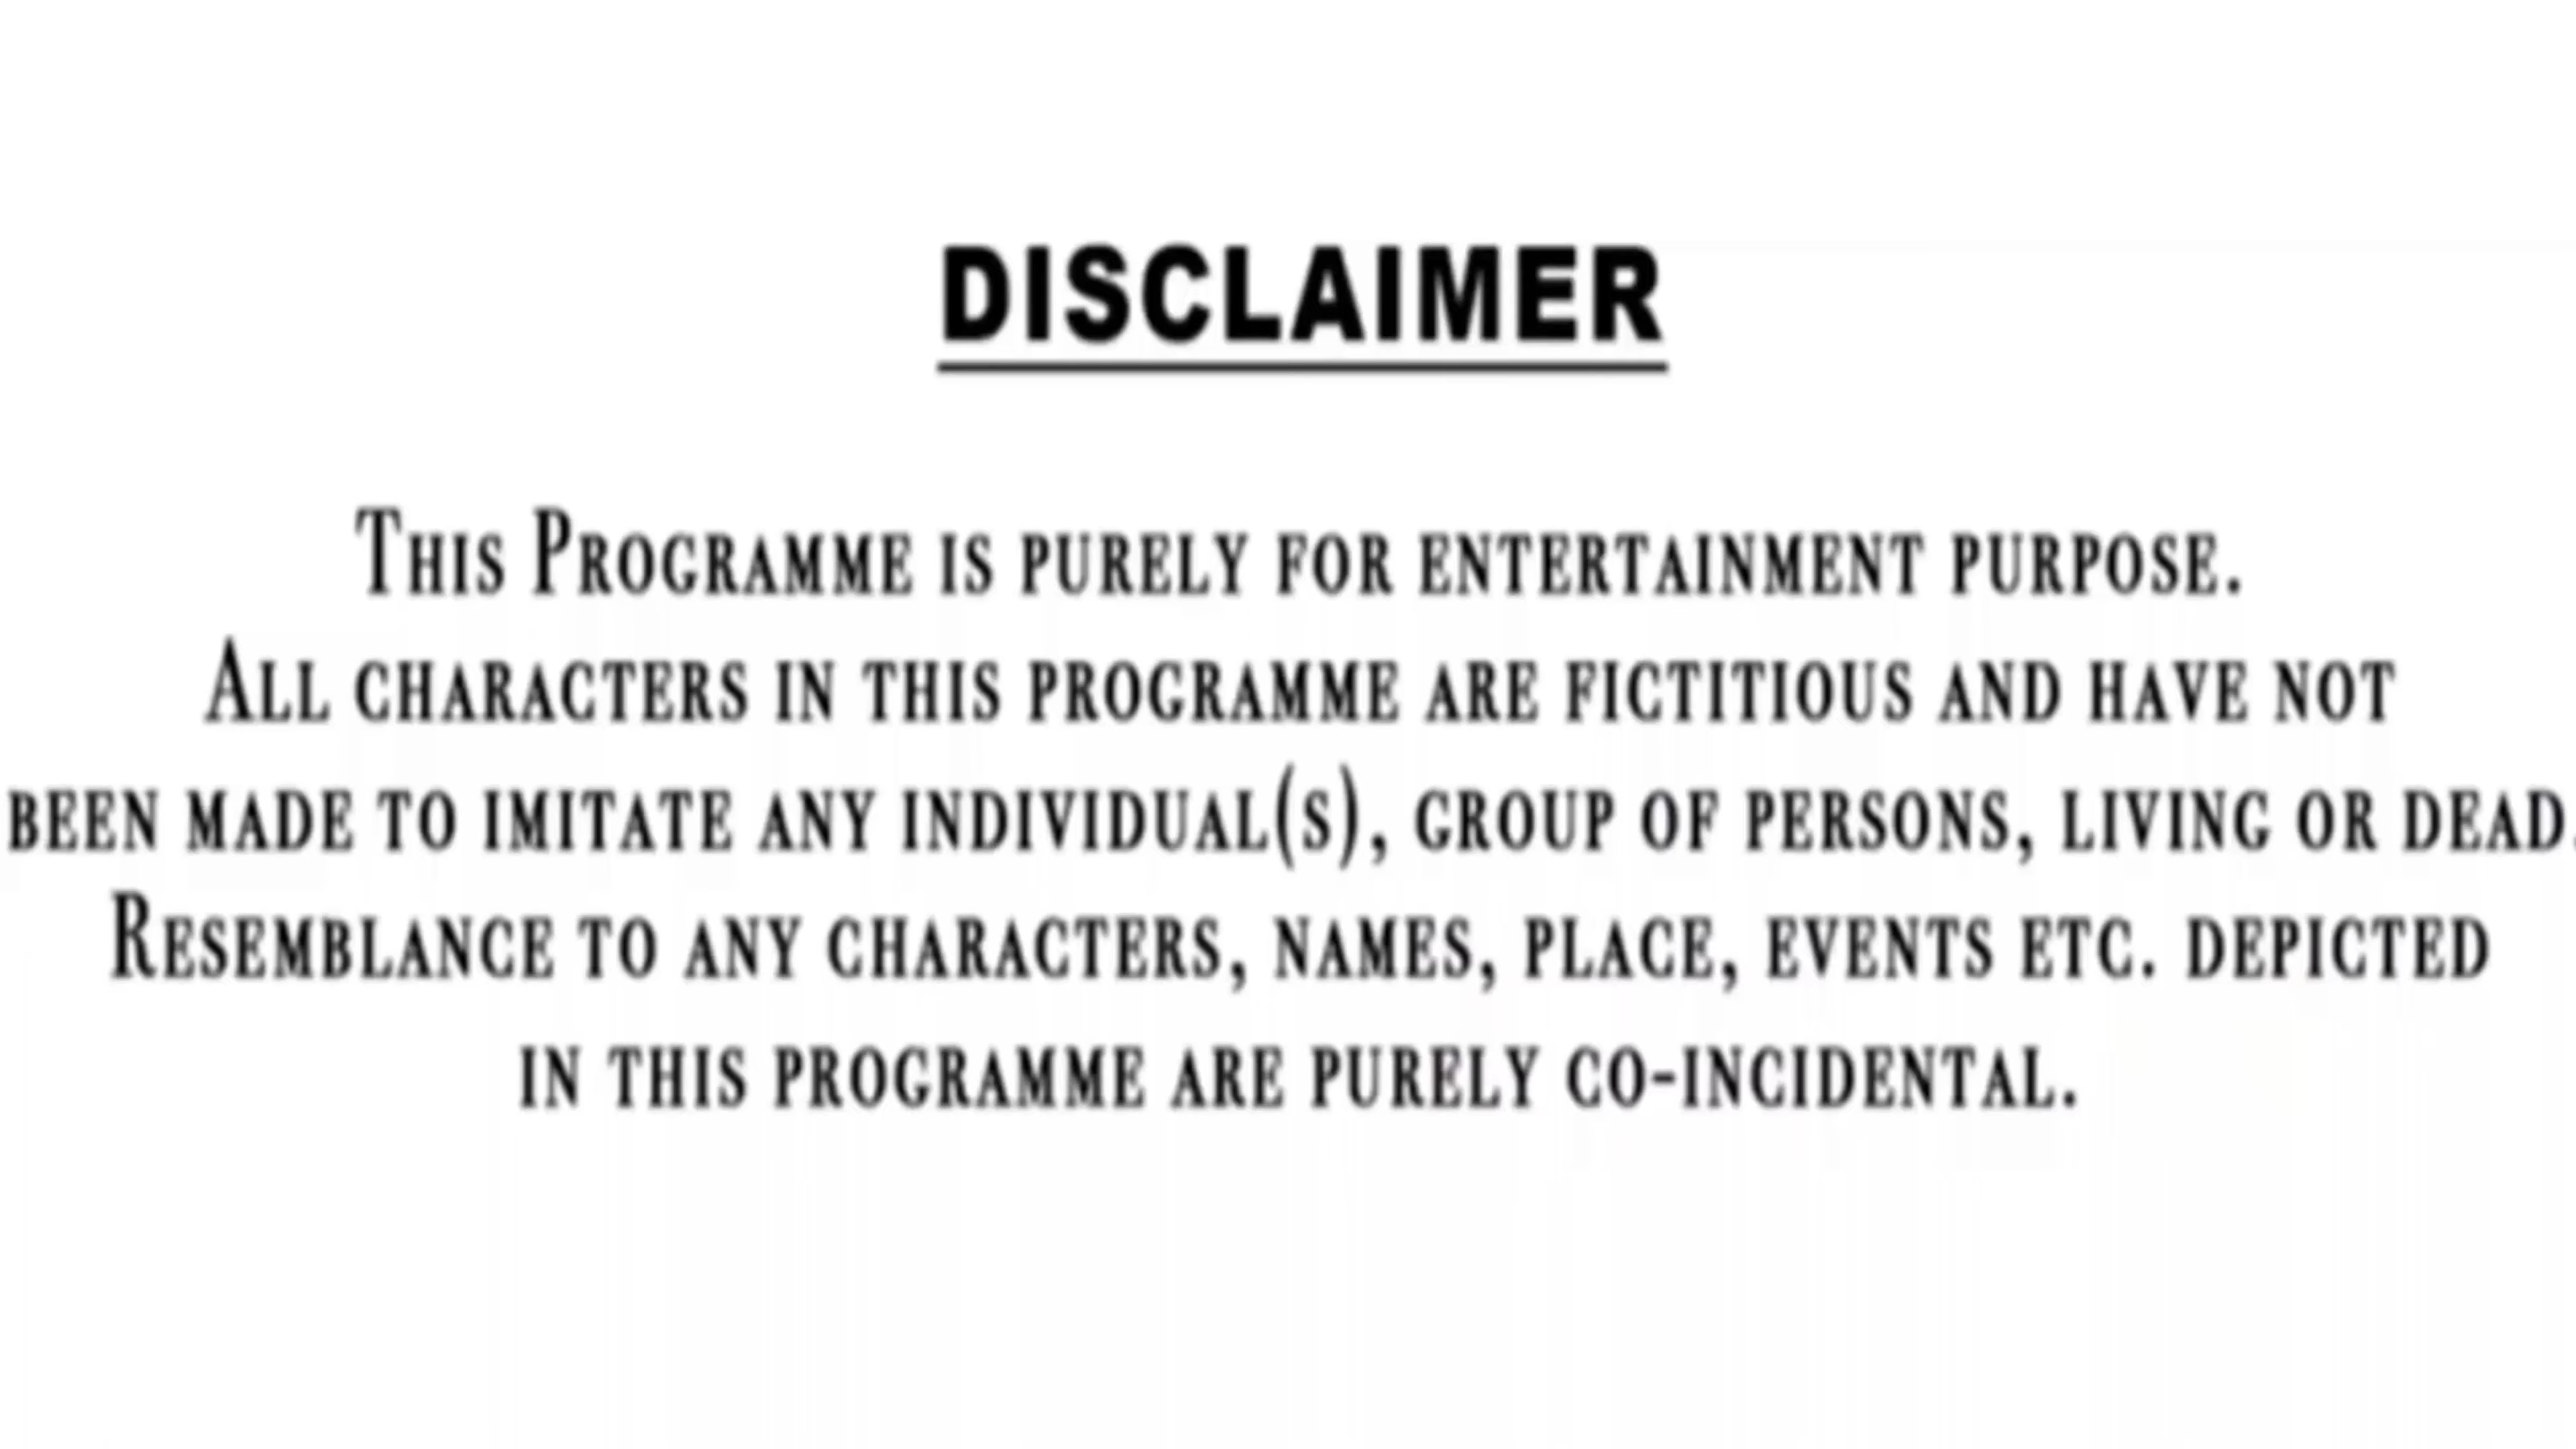 DISCLAIMER
This Programme is purely for entertainment purpose.
All characters in this programme are fictitious and have not
been made to imitate any individual(s), group of persons, living or dead.
Resemblance to any characters, names, place, events etc. depicted
in this programme are purely co-incidental.